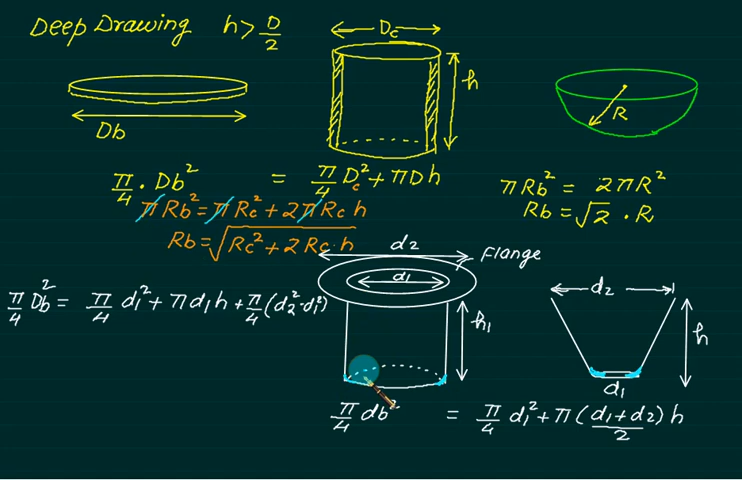 Deep Drawing h > D/2
Dc
h
Db
R
π/4 . Db² = π/4 Dc² + πDh
πRb² = πRc² + 2πRc h
Rb = √(Rc² + 2Rc.h)
πRb² = 2πR²
Rb = √2 . R
d2
Flange
d1
π/4 Db² = π/4 d1² + πd1h + π/4 (d2² - d1²)
h1
d2
h
d1
π/4 db² = π/4 d1² + π (d1 + d2)/2 h